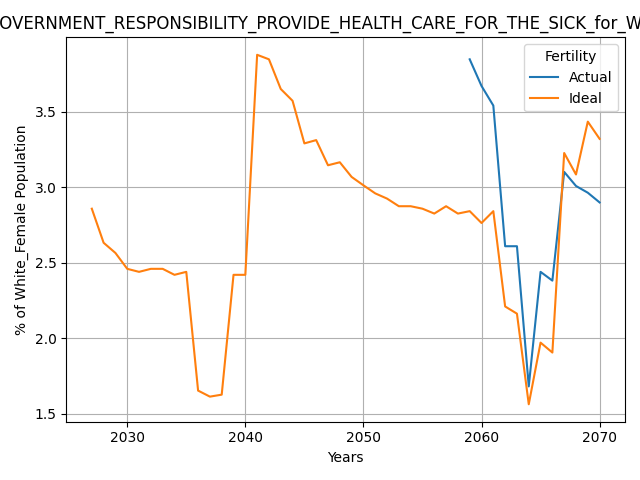 OVERNMENT_RESPONSIBILITY_PROVIDE_HEALTH_CARE_FOR_THE_SICK_for_W
Fertility
Actual
Ideal
% of White_Female Population
3.5
3.0
2.5
2.0
1.5
2030 2040 2050 2060 2070
Years